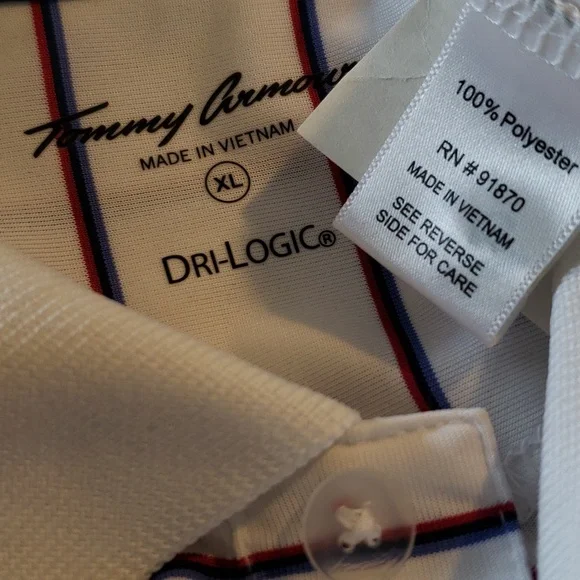 Tommy Armour
MADE IN VIETNAM
XL
DRI-LOGIC®
100% Polyester
RN # 91870
MADE IN VIETNAM
SEE REVERSE
SIDE FOR CARE